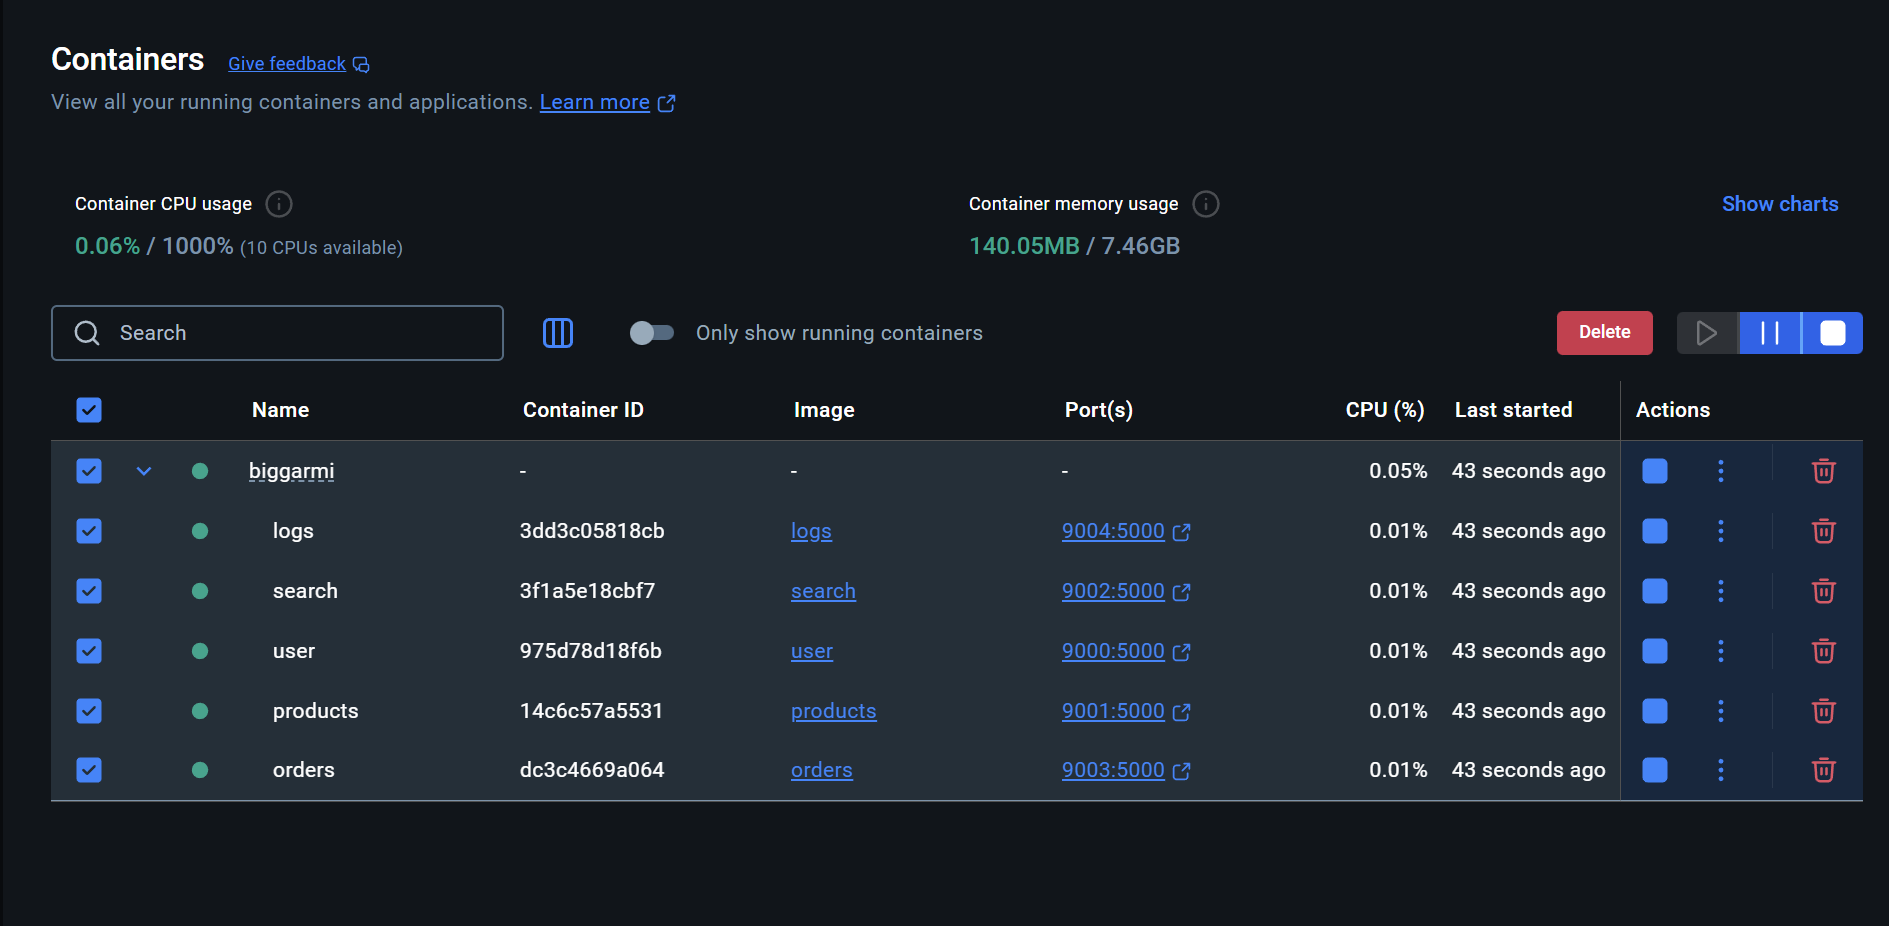 Containers Give feedback
View all your running containers and applications. Learn more
Container CPU usage Container memory usage Show charts
0.06% / 1000% (10 CPUs available) 140.05MB / 7.46GB
Search Only show running containers Delete
Name Container ID Image Port(s) CPU (%) Last started Actions
biggarmi - - - 0.05% 43 seconds ago
logs 3dd3c05818cb logs 9004:5000 0.01% 43 seconds ago
search 3f1a5e18cbf7 search 9002:5000 0.01% 43 seconds ago
user 975d78d18f6b user 9000:5000 0.01% 43 seconds ago
products 14c6c57a5531 products 9001:5000 0.01% 43 seconds ago
orders dc3c4669a064 orders 9003:5000 0.01% 43 seconds ago